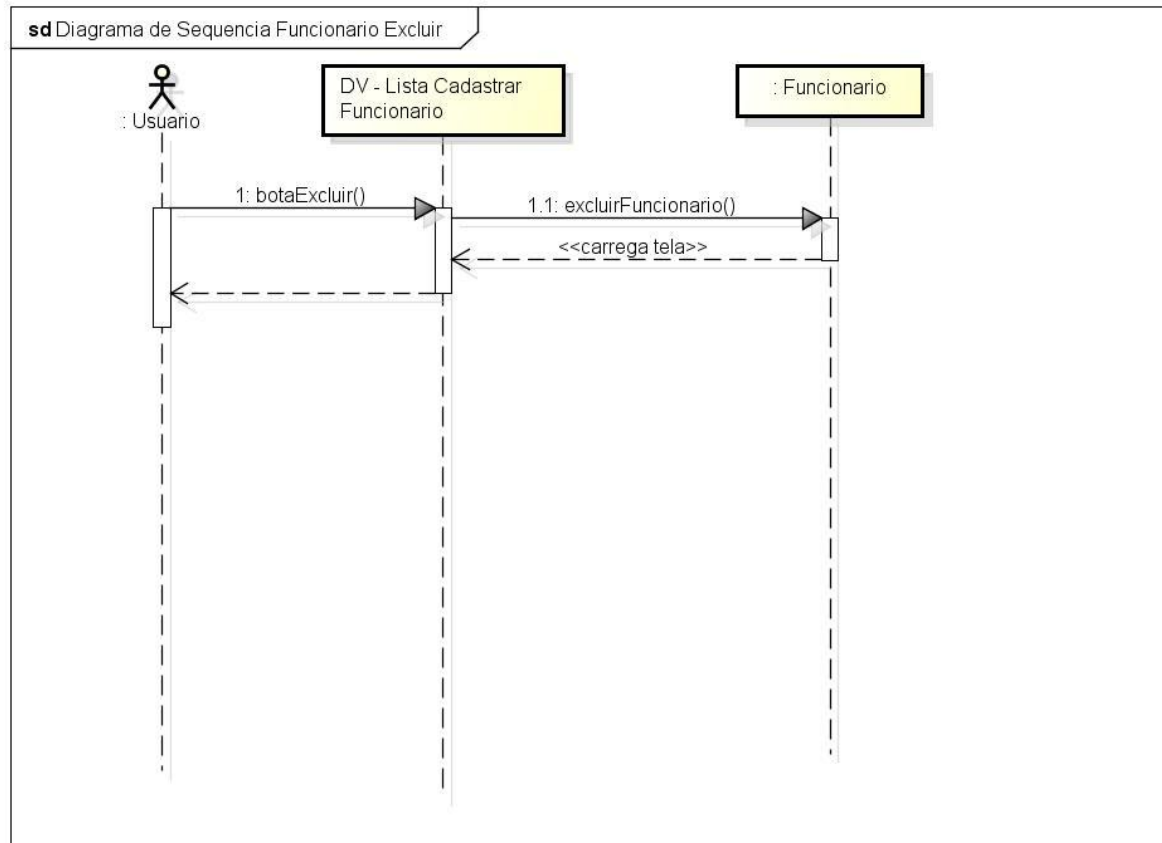 sd Diagrama de Sequencia Funcionario Excluir
: Usuario
DV - Lista Cadastrar
Funcionario
: Funcionario
1: botaExcluir()
1.1: excluirFuncionario()
<<carrega tela>>